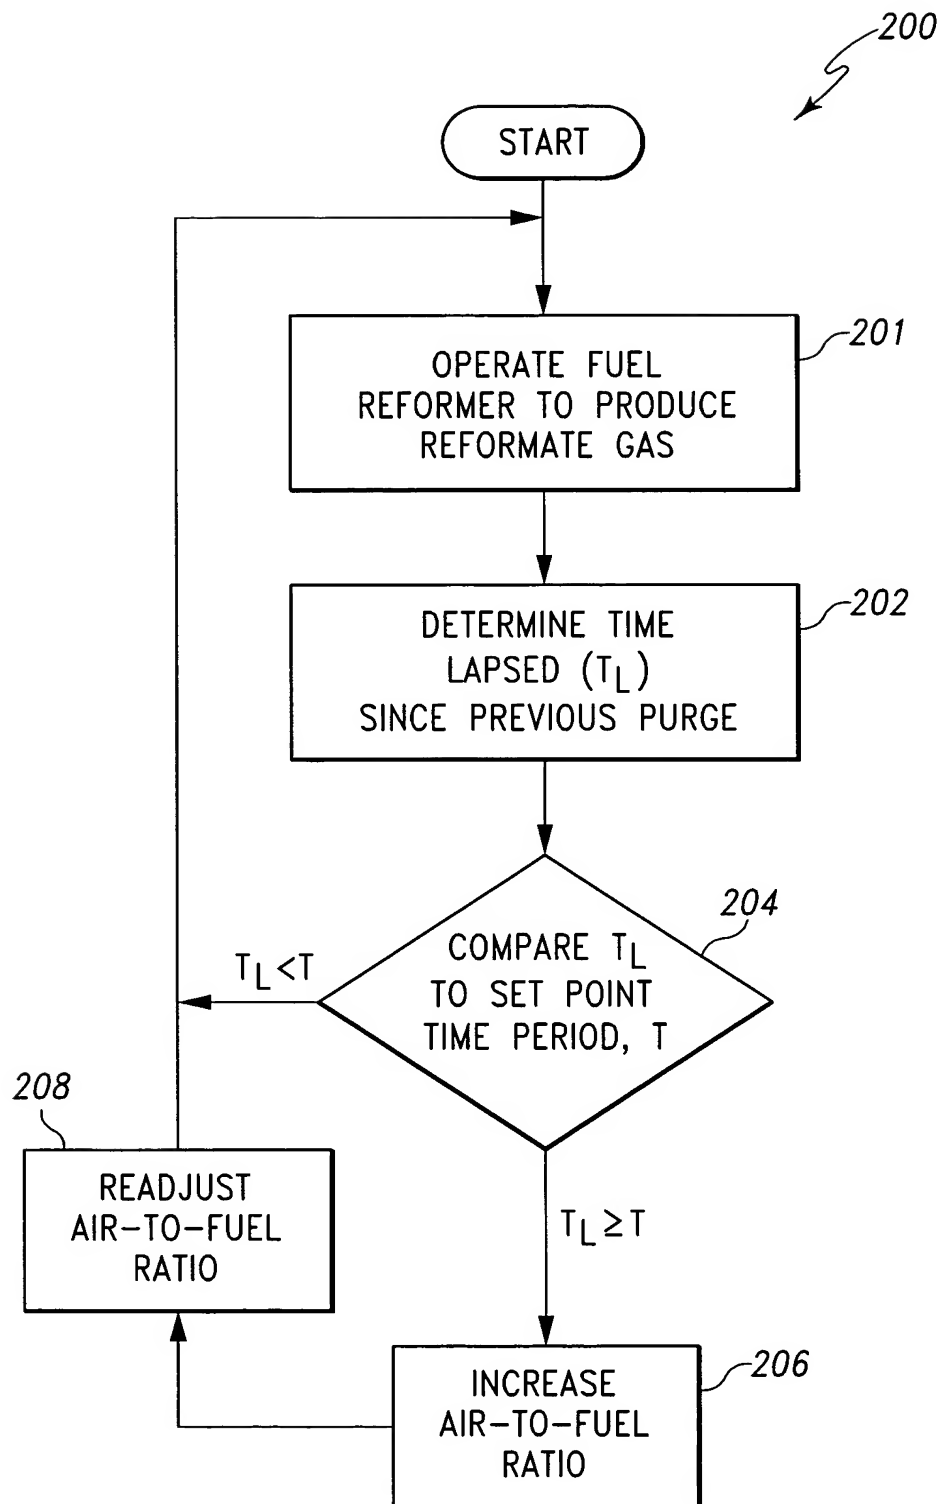 200
START
201
OPERATE FUEL
REFORMER TO PRODUCE
REFORMATE GAS
202
DETERMINE TIME
LAPSED (TL)
SINCE PREVIOUS PURGE
204
COMPARE TL
TO SET POINT
TIME PERIOD, T
TL<T
208
READJUST
AIR-TO-FUEL
RATIO
TL≥T
206
INCREASE
AIR-TO-FUEL
RATIO